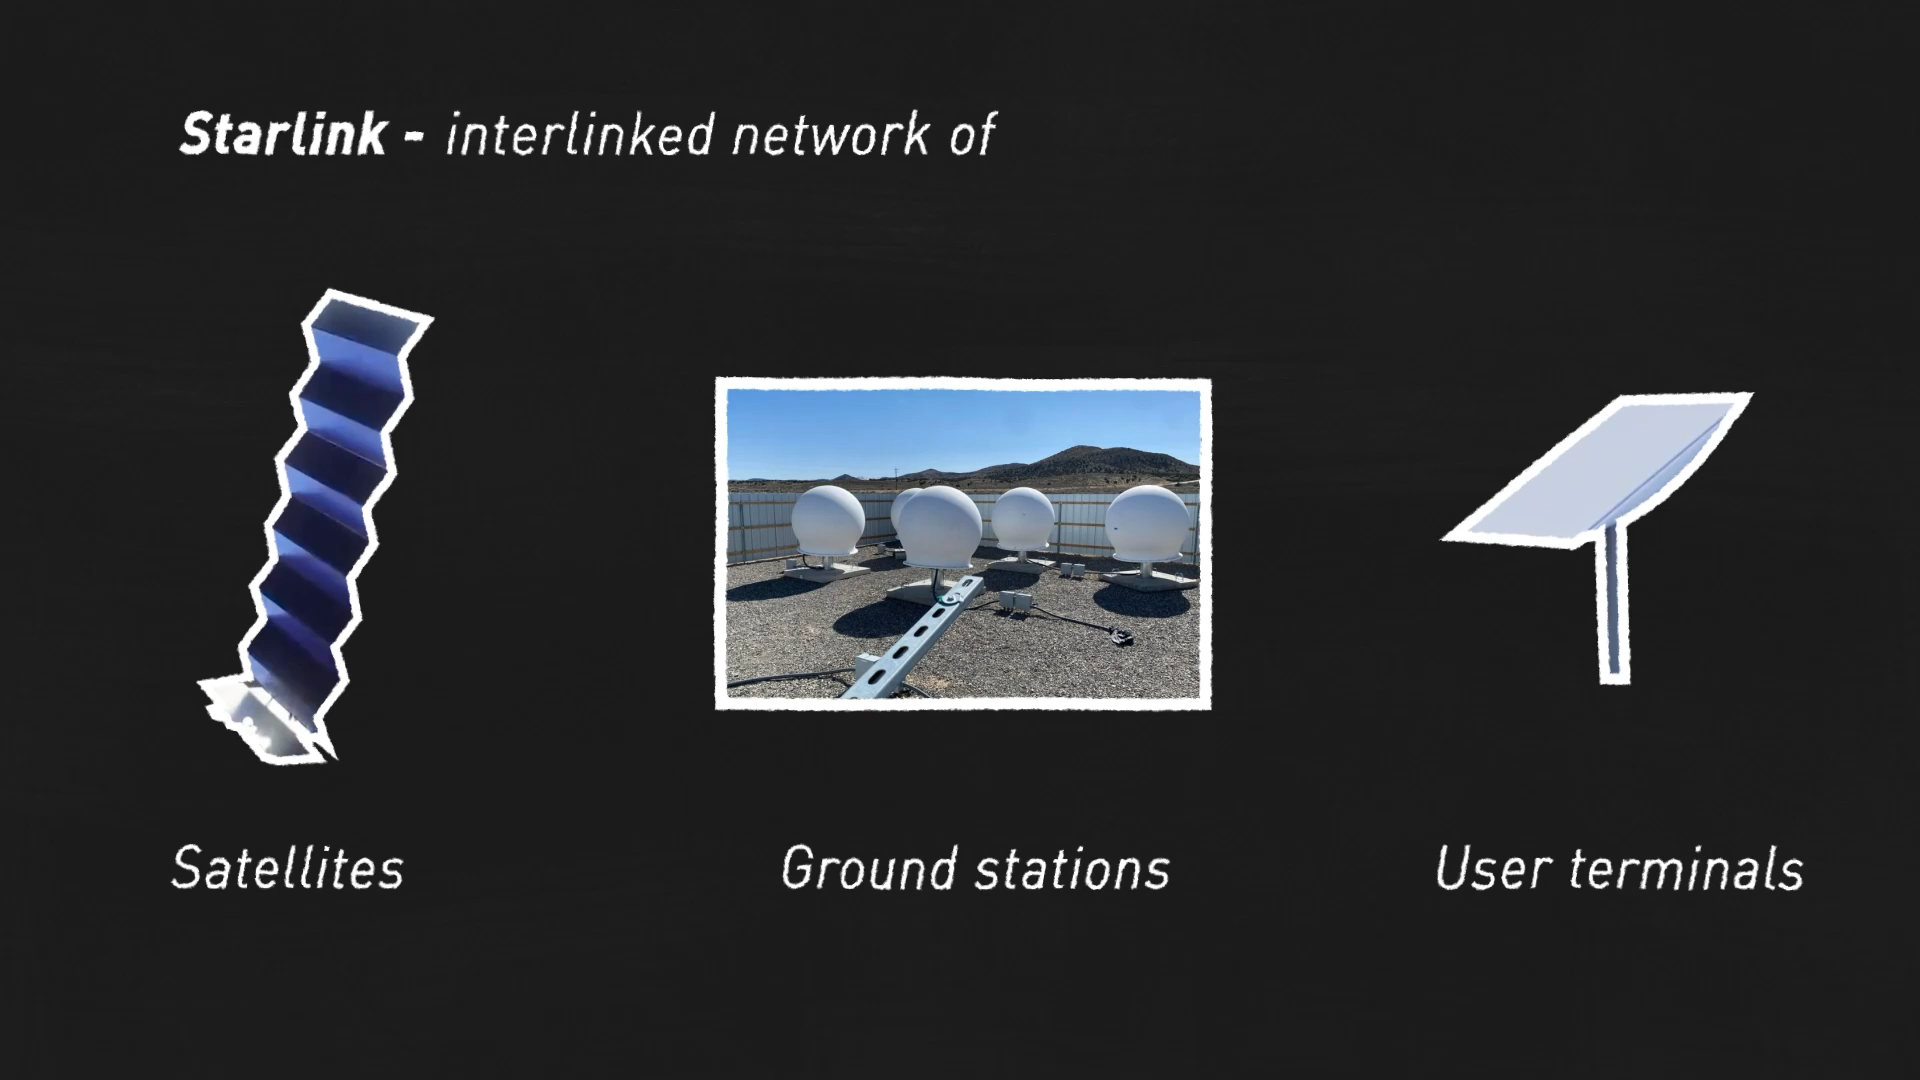 Starlink - interlinked network of
Satellites
Ground stations
User terminals